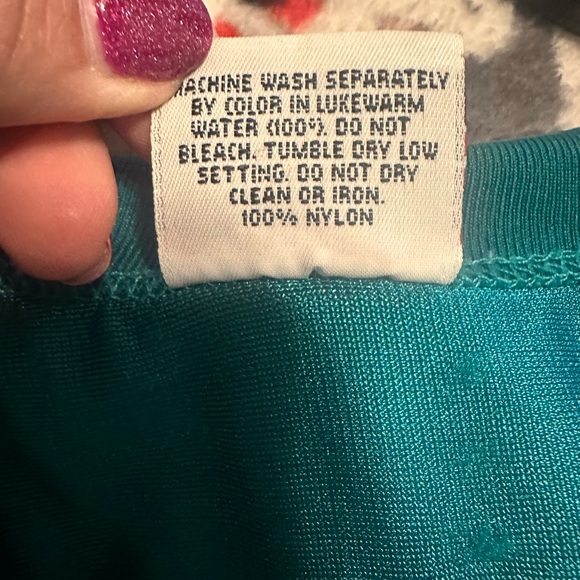 MACHINE WASH SEPARATELY
BY COLOR IN LUKEWARM
WATER (100°). DO NOT
BLEACH. TUMBLE DRY LOW
SETTING. DO NOT DRY
CLEAN OR IRON.
100% NYLON